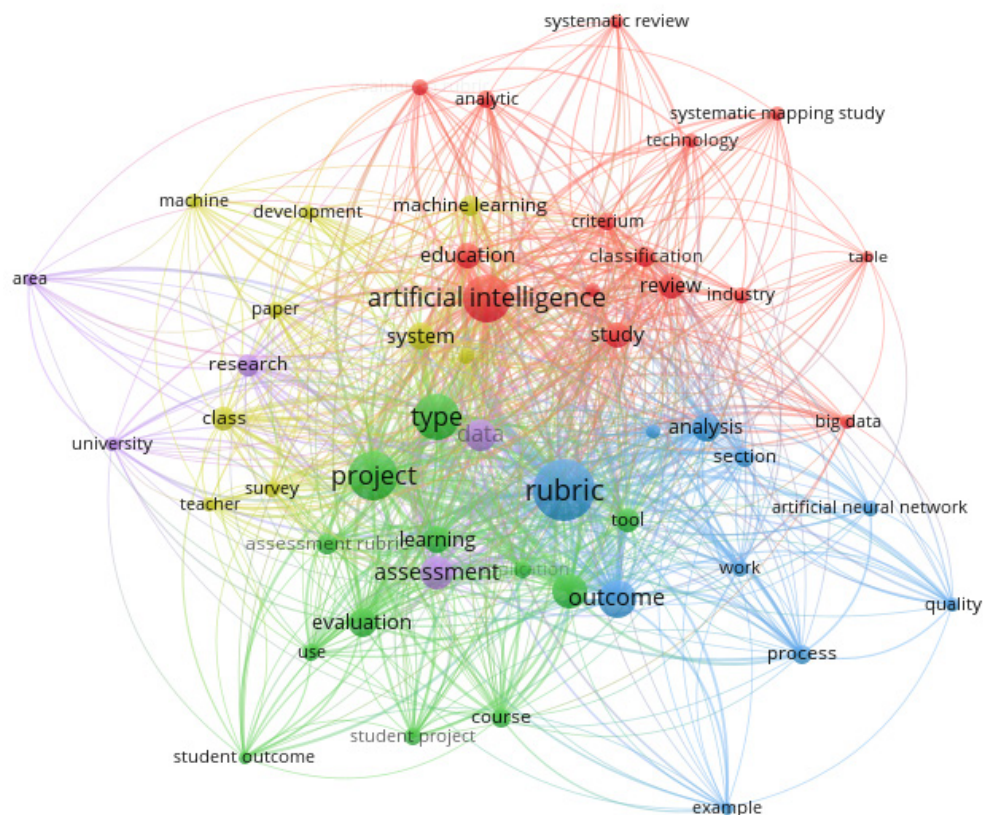 systematic review
analytic
systematic mapping study
technology
machine
development
machine learning
criterium
education
classification
table
area
review
industry
artificial intelligence
paper
system
study
research
type
class
big data
analysis
data
university
section
project
rubric
survey
teacher
artificial neural network
tool
learning
assessment rubric
work
assessment
outcome
quality
evaluation
use
process
course
student project
student outcome
example